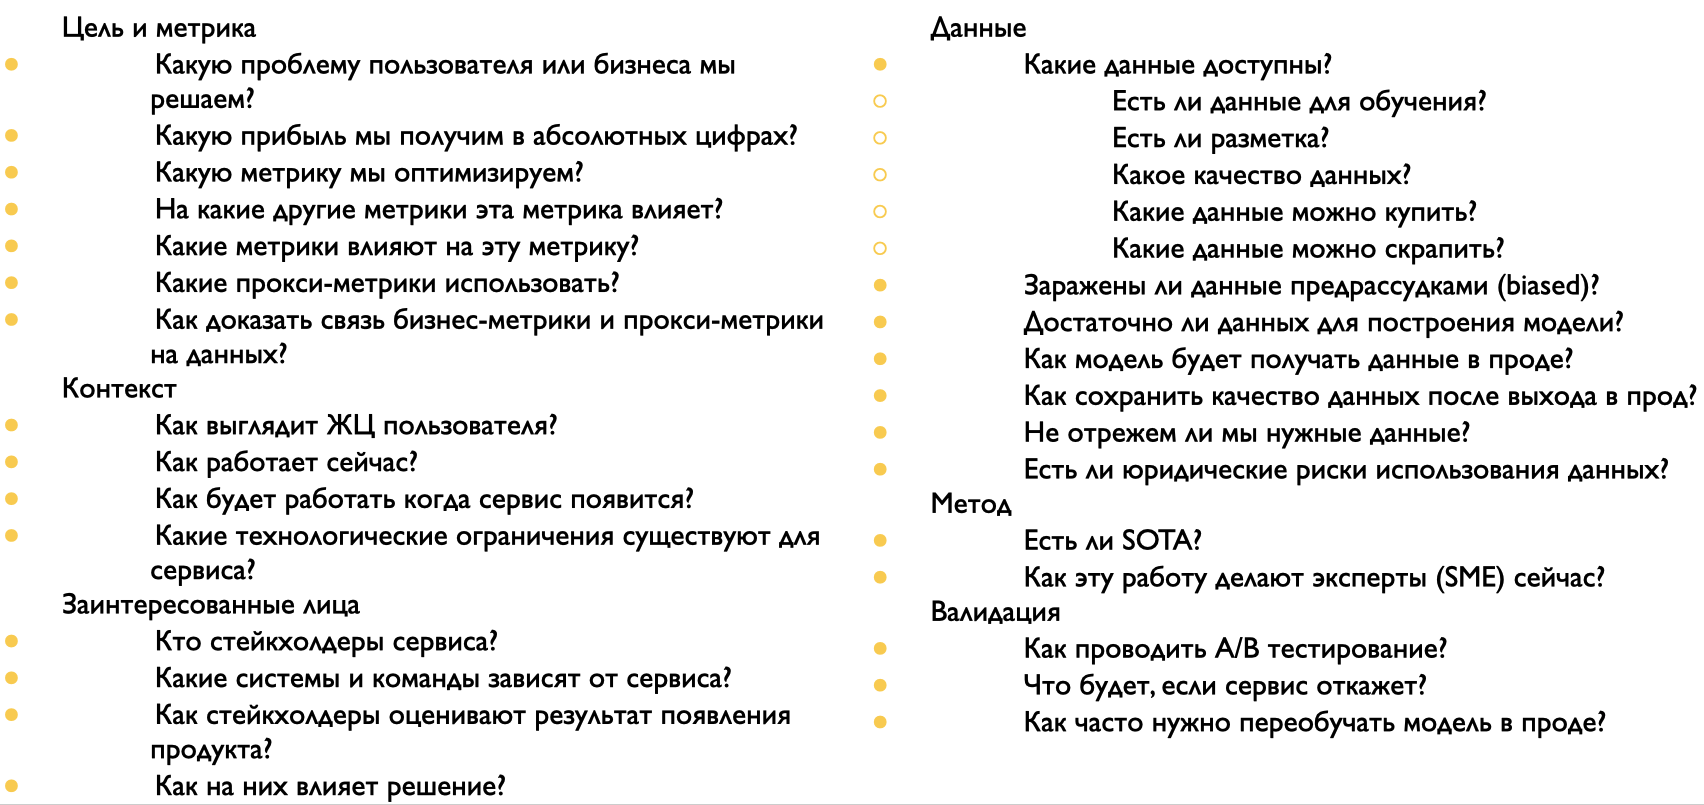 Цель и метрика
Какую проблему пользователя или бизнеса мы
решаем?
Какую прибыль мы получим в абсолютных цифрах?
Какую метрику мы оптимизируем?
На какие другие метрики эта метрика влияет?
Какие метрики влияют на эту метрику?
Какие прокси-метрики использовать?
Как доказать связь бизнес-метрики и прокси-метрики
на данных?
Контекст
Как выглядит ЖЦ пользователя?
Как работает сейчас?
Как будет работать когда сервис появится?
Какие технологические ограничения существуют для
сервиса?
Заинтересованные лица
Кто стейкхолдеры сервиса?
Какие системы и команды зависят от сервиса?
Как стейкхолдеры оценивают результат появления
продукта?
Как на них влияет решение?
Данные
Какие данные доступны?
Есть ли данные для обучения?
Есть ли разметка?
Какое качество данных?
Какие данные можно купить?
Какие данные можно скрапить?
Заражены ли данные предрассудками (biased)?
Достаточно ли данных для построения модели?
Как модель будет получать данные в проде?
Как сохранить качество данных после выхода в прод?
Не отрежем ли мы нужные данные?
Есть ли юридические риски использования данных?
Метод
Есть ли SOTA?
Как эту работу делают эксперты (SME) сейчас?
Валидация
Как проводить A/B тестирование?
Что будет, если сервис откажет?
Как часто нужно переобучать модель в проде?